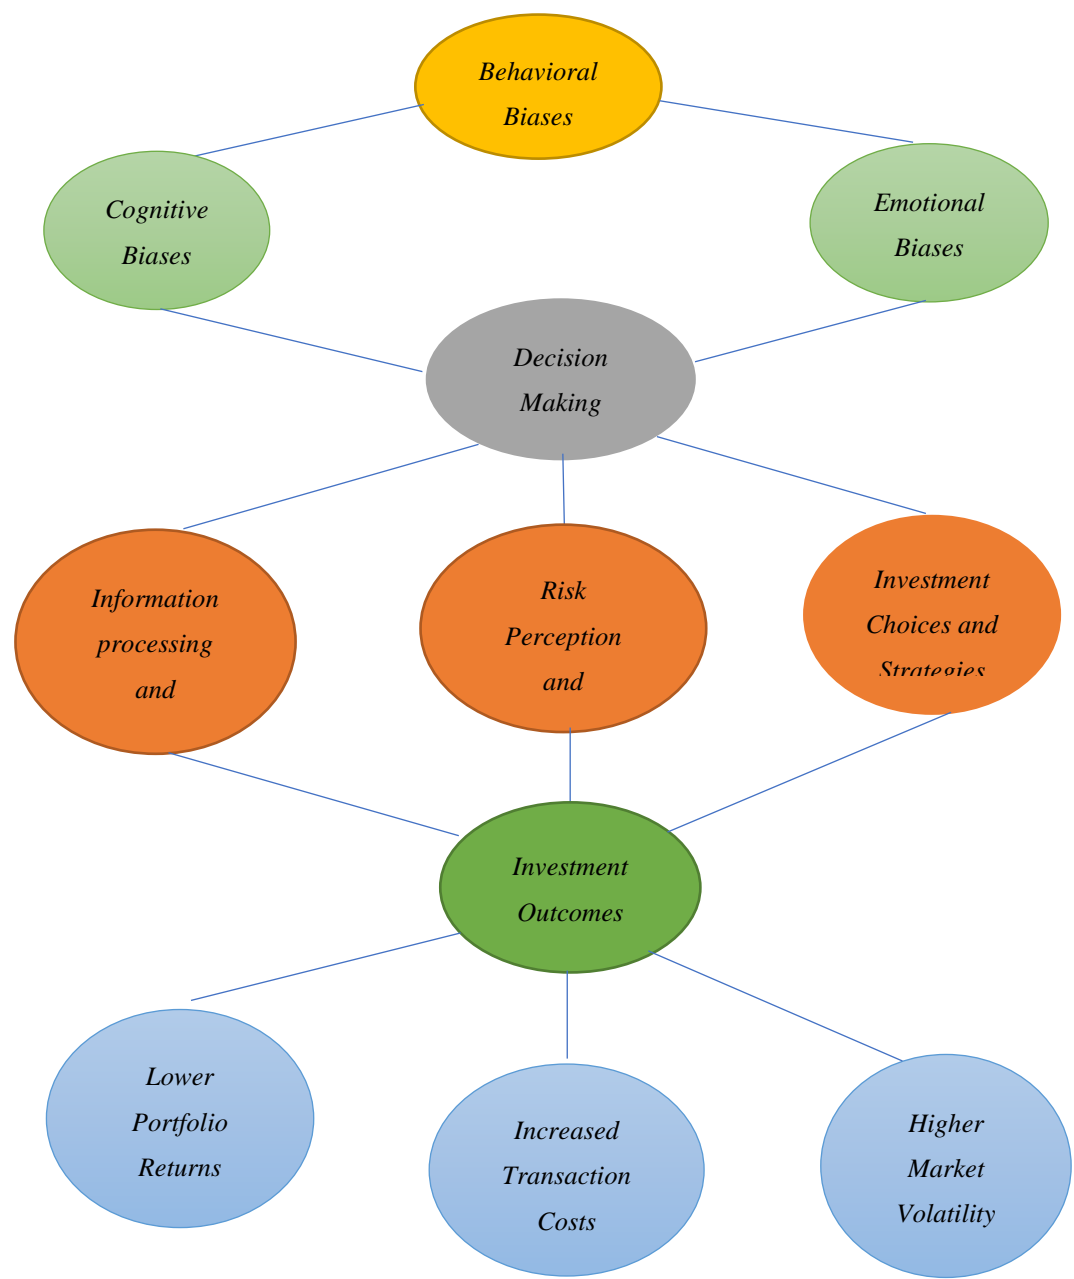 Behavioral
Biases
Cognitive
Biases
Emotional
Biases
Decision
Making
Information
processing
and
Risk
Perception
and
Investment
Choices and
Strategies
Investment
Outcomes
Lower
Portfolio
Returns
Increased
Transaction
Costs
Higher
Market
Volatility